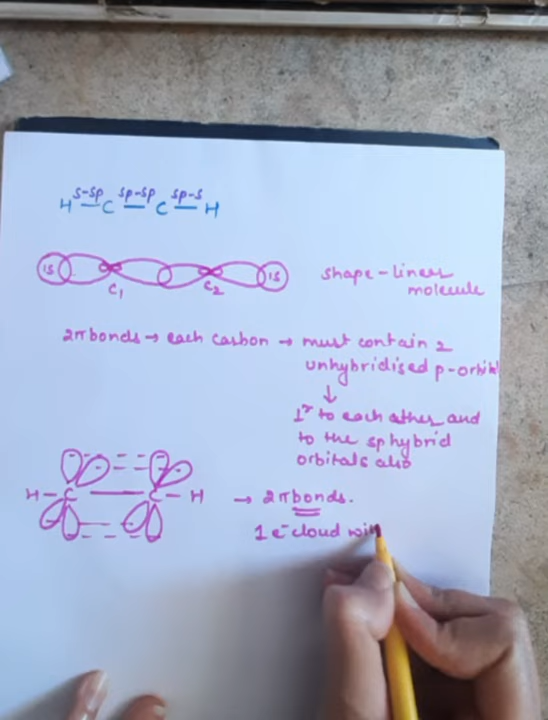 s-sp sp-sp sp-s
H — C — C — H
1s 1s
C1 C2
shape - linear
molecule
2π bonds → each carbon → must contain 2
unhybridised p-orbital
↓
1r to each other and
to the sp hybrid
orbitals also
H - C — C - H → 2π bonds.
1 e⁻ cloud wi